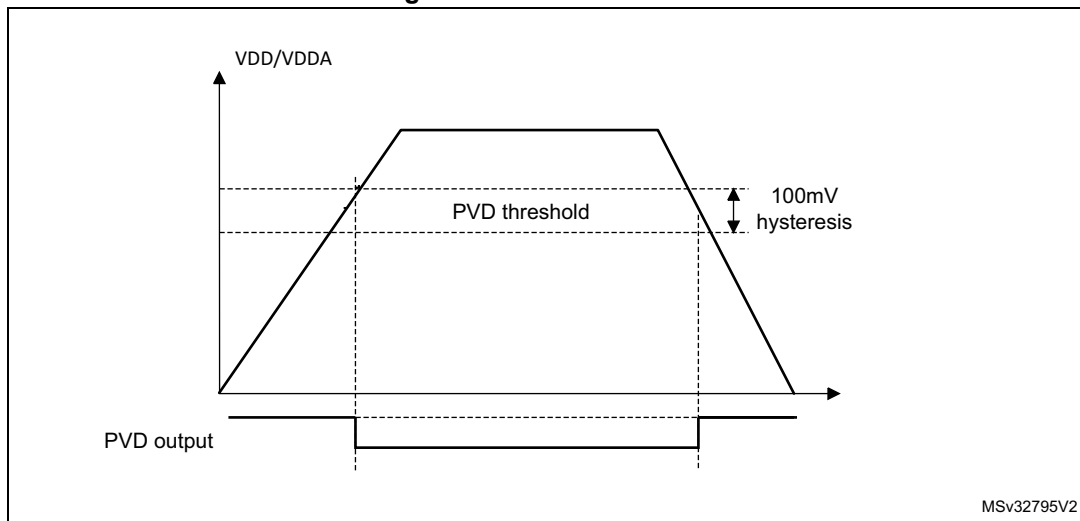 VDD/VDDA
PVD threshold
100mV
hysteresis
PVD output
MSv32795V2